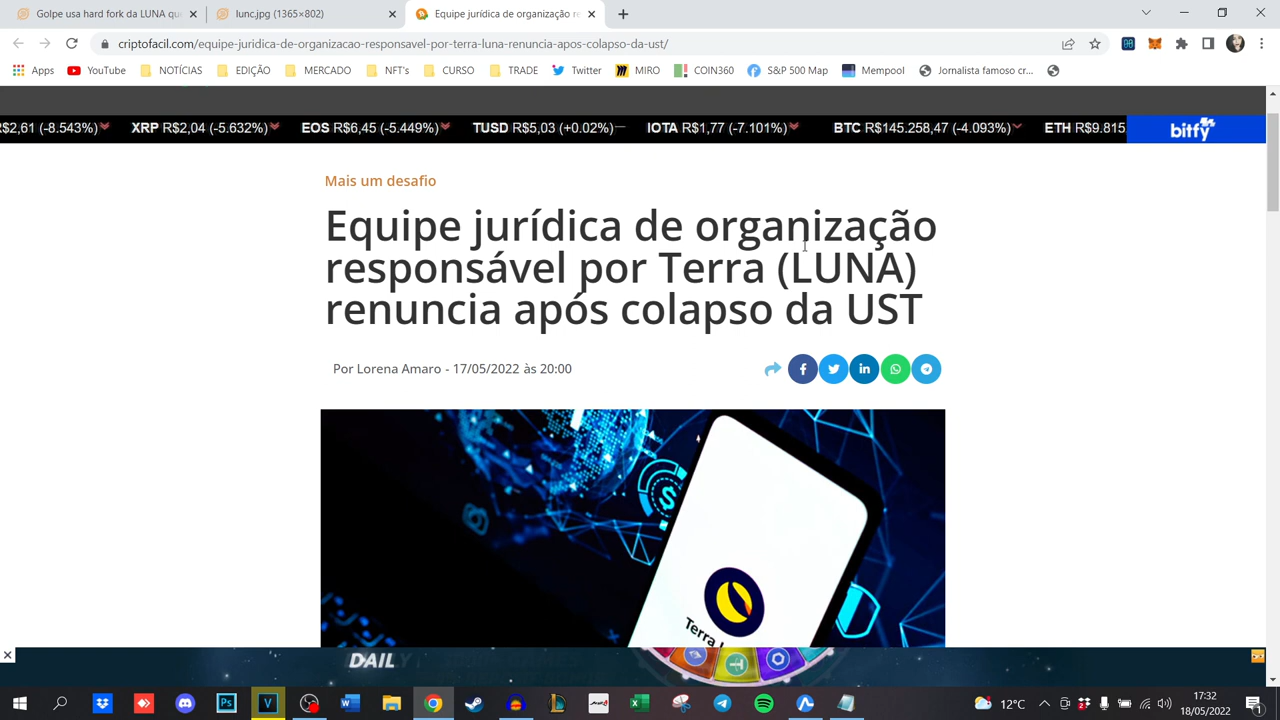 Golpe usa hard fork da LUNA qu
lunc.jpg (1365×802)
Equipe jurídica de organização re
criptofacil.com/equipe-juridica-de-organizacao-responsavel-por-terra-luna-renuncia-apos-colapso-da-ust/
Apps YouTube NOTÍCIAS EDIÇÃO MERCADO NFT's CURSO TRADE Twitter MIRO COIN360 S&P 500 Map Mempool Jornalista famoso cr...
R$2,61 (-8.543%) XRP R$2,04 (-5.632%) EOS R$6,45 (-5.449%) TUSD R$5,03 (+0.02%) IOTA R$1,77 (-7.101%) BTC R$145.258,47 (-4.093%) ETH R$9.815 bitfy
Mais um desafio
Equipe jurídica de organização
responsável por Terra (LUNA)
renuncia após colapso da UST
Por Lorena Amaro - 17/05/2022 às 20:00
Terra
DAILY
12°C
17:32
18/05/2022